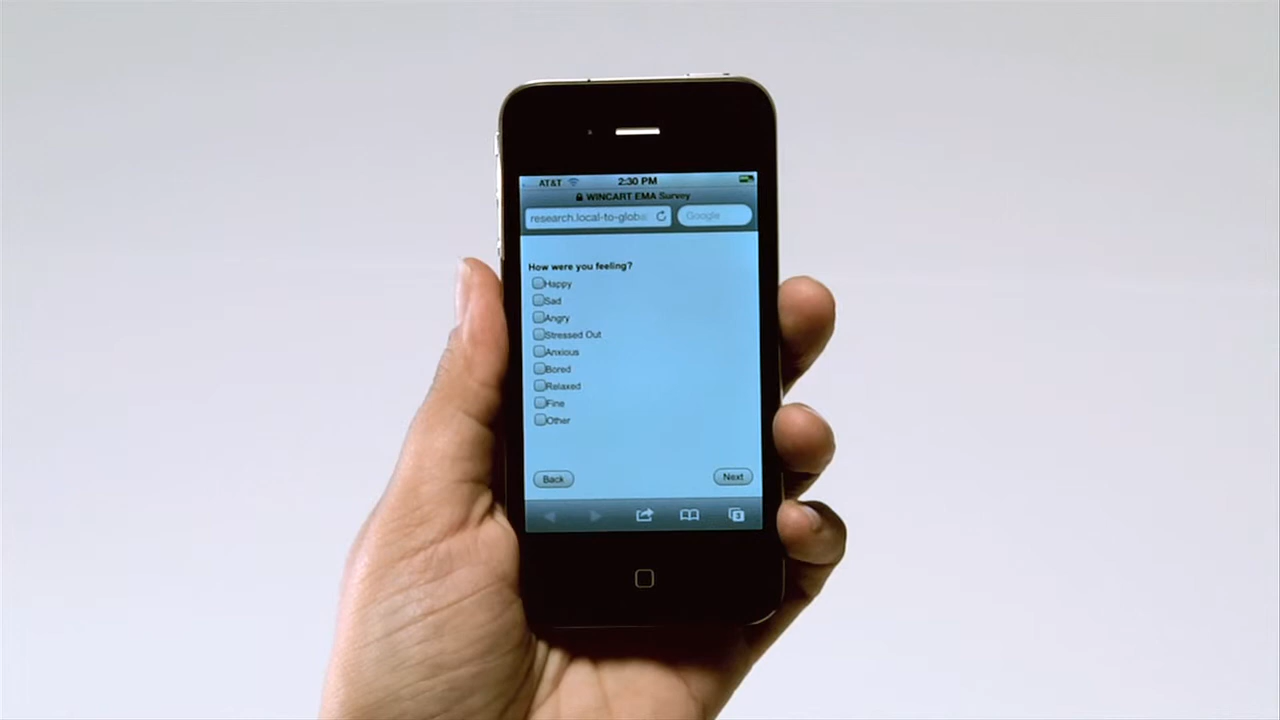 AT&T 2:30 PM
WINCART EMA Survey
research.local-to-global Google
How were you feeling?
Happy
Sad
Angry
Stressed Out
Anxious
Bored
Relaxed
Fine
Other
Back Next
3